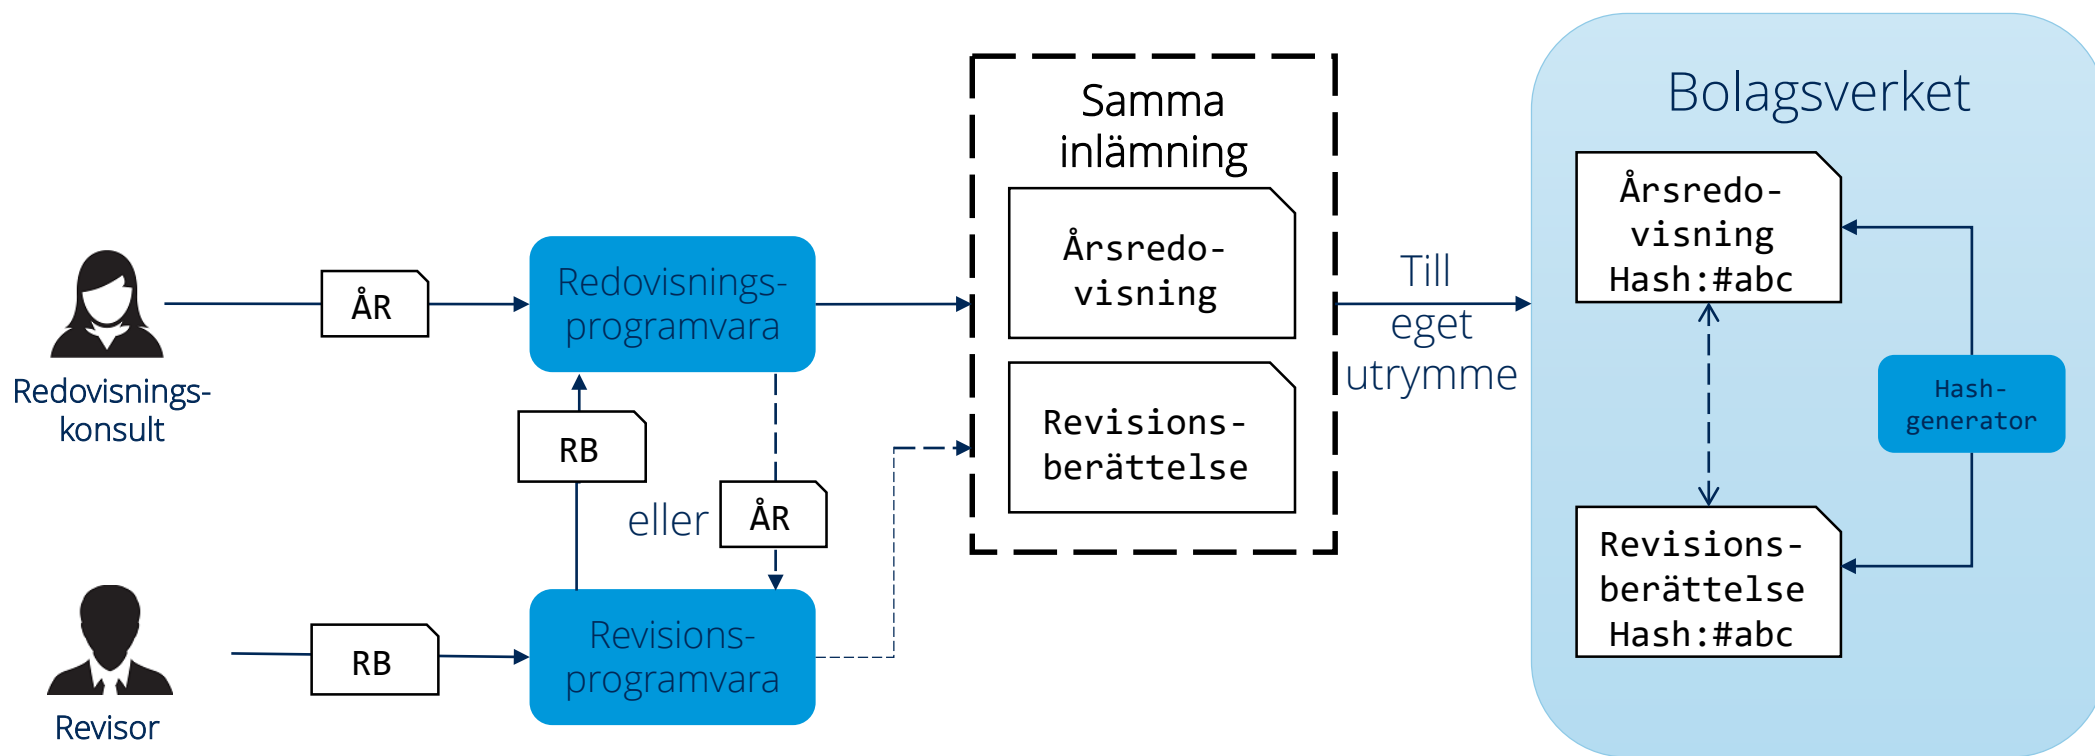 Redovisnings-
konsult
ÅR
Redovisnings-
programvara
RB
eller
ÅR
Revisor
RB
Revisions-
programvara
Samma
inlämning
Årsredo-
visning
Revisions-
berättelse
Till
eget
utrymme
Bolagsverket
Årsredo-
visning
Hash:#abc
Hash-
generator
Revisions-
berättelse
Hash:#abc